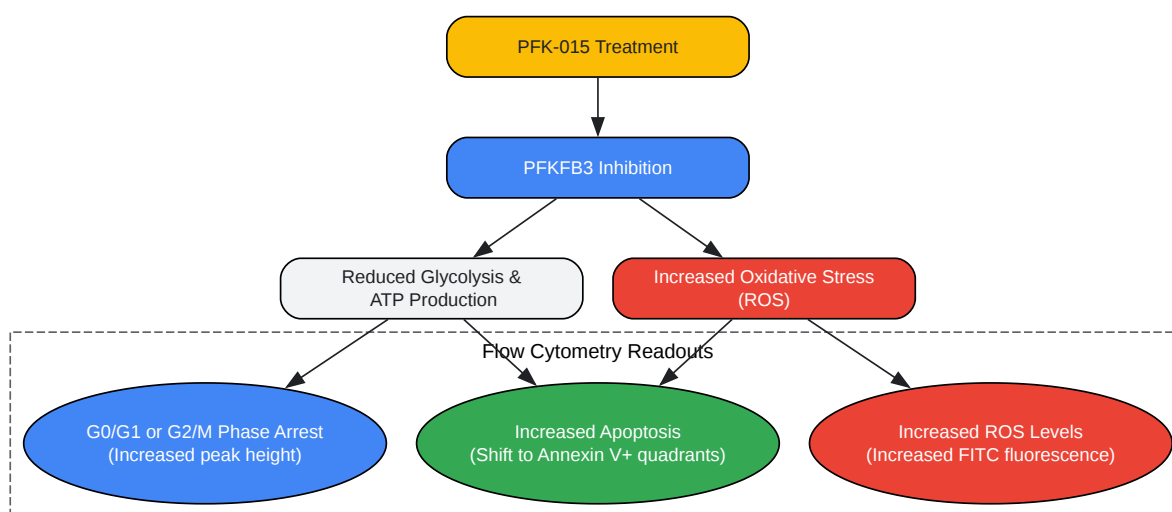 PFK-015 Treatment
PFKFB3 Inhibition
Reduced Glycolysis &
ATP Production
Increased Oxidative Stress
(ROS)
Flow Cytometry Readouts
G0/G1 or G2/M Phase Arrest
(Increased peak height)
Increased Apoptosis
(Shift to Annexin V+ quadrants)
Increased ROS Levels
(Increased FITC fluorescence)